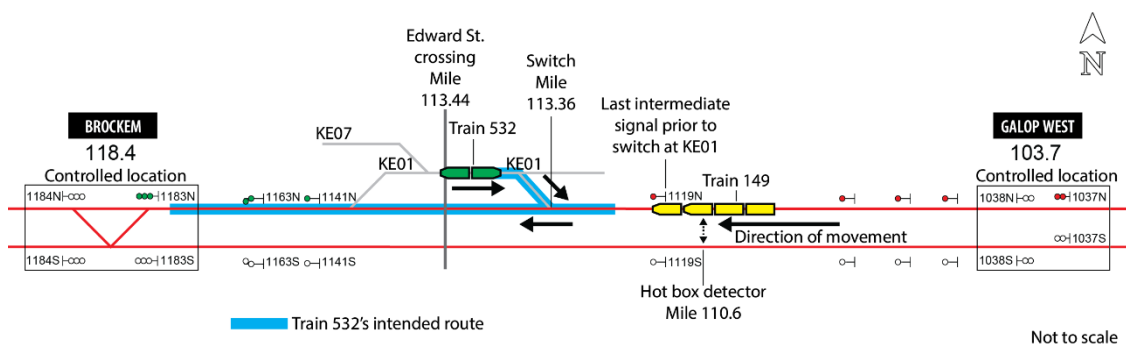 Edward St.
crossing
Mile
113.44
Switch
Mile
113.36
Last intermediate
signal prior to
switch at KE01
N
BROCKEM
118.4
Controlled location
GALOP WEST
103.7
Controlled location
KE07
Train 532
KE01
KE01
Train 149
1184N
1183N
1163N
1141N
1119N
1038N
1037N
Direction of movement
1037S
1184S
1183S
1163S
1141S
1119S
1038S
Hot box detector
Mile 110.6
Train 532's intended route
Not to scale